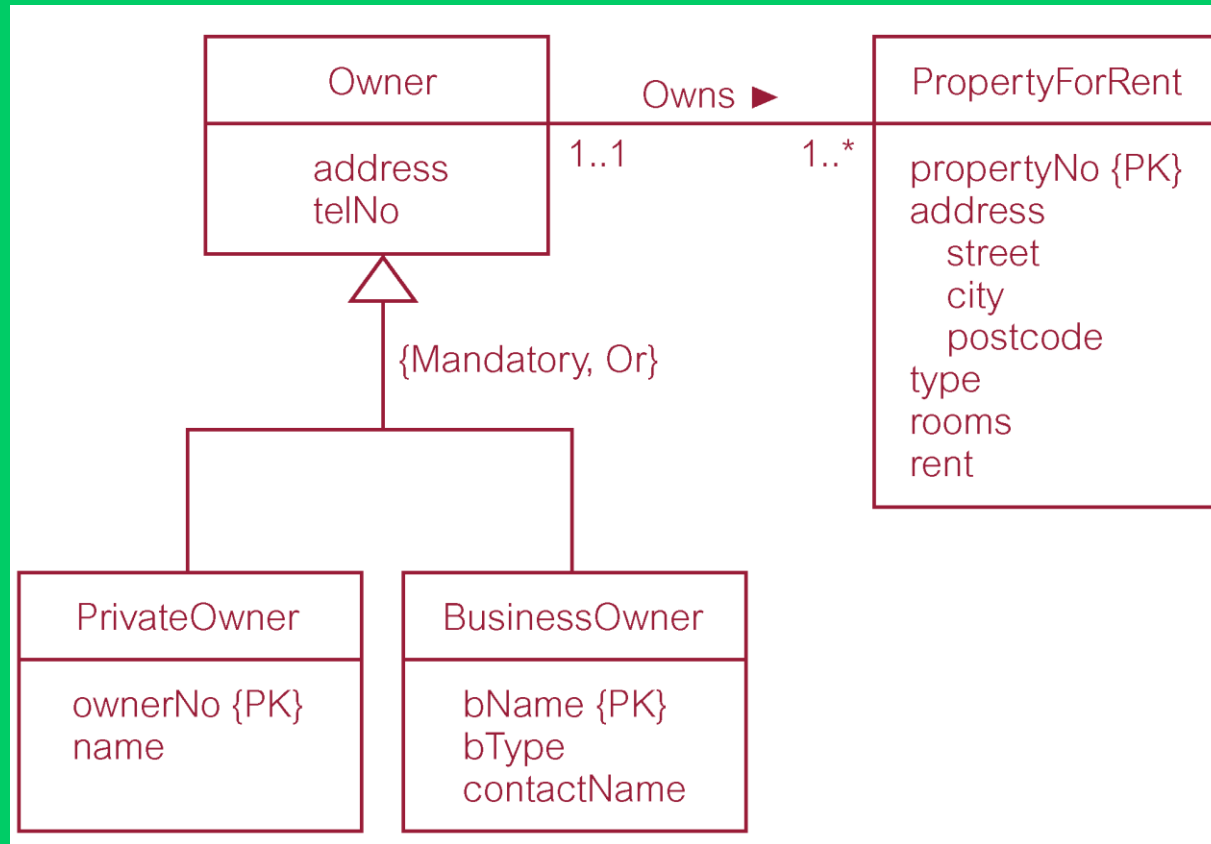 Owner
address
telNo
Owns ►
1..1
1..*
PropertyForRent
propertyNo {PK}
address
street
city
postcode
type
rooms
rent
{Mandatory, Or}
PrivateOwner
ownerNo {PK}
name
BusinessOwner
bName {PK}
bType
contactName